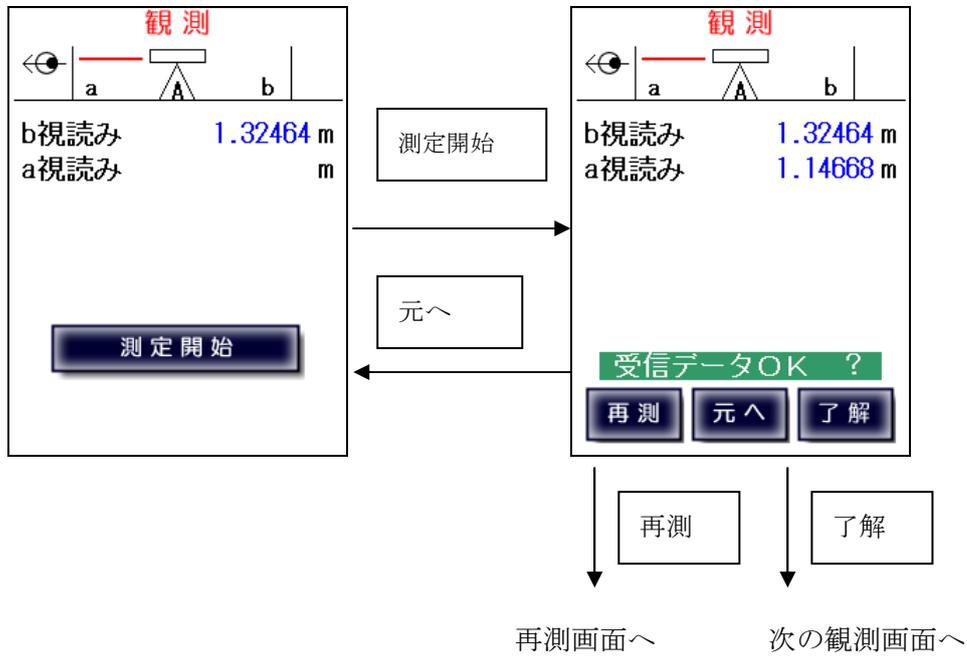 観測
a A b
b視読み 1.32464 m
a視読み m
測定開始
測定開始
元へ
観測
a A b
b視読み 1.32464 m
a視読み 1.14668 m
受信データOK ?
再測 元へ 了解
再測
了解
再測画面へ
次の観測画面へ